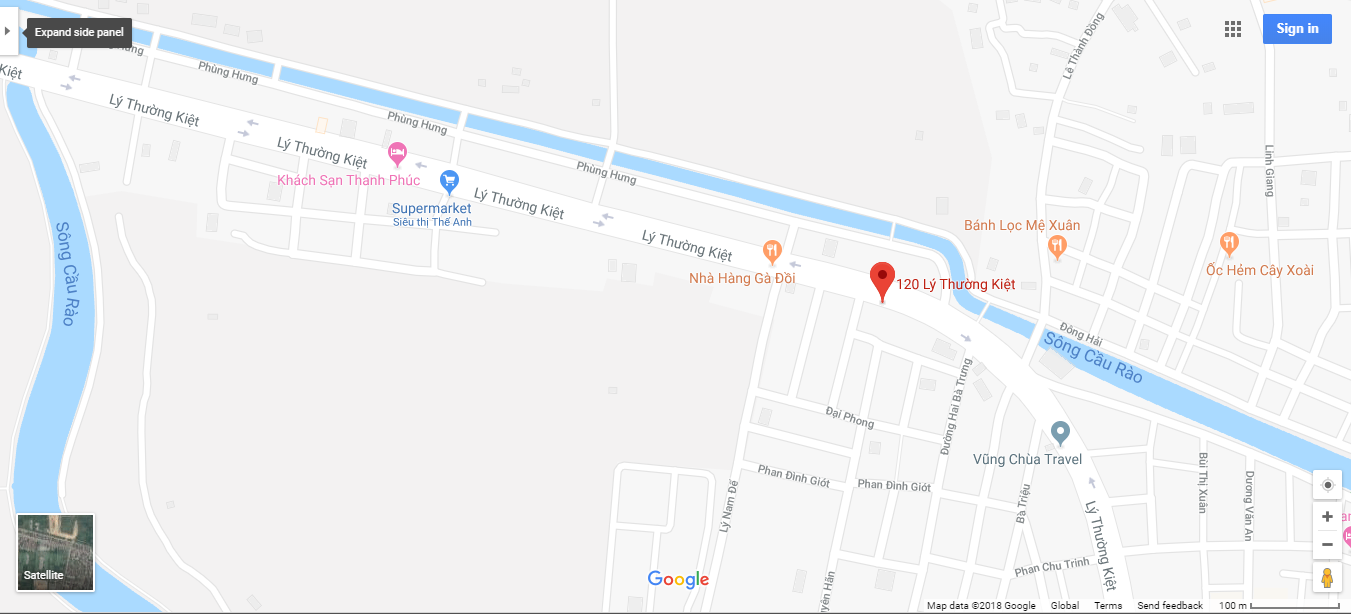 Expand side panel
Sign in
Kiệt
Hưng
Phùng Hưng
Lý Thường Kiệt
Phùng Hưng
Lý Thường Kiệt
Khách Sạn Thanh Phúc
Supermarket
Siêu thị Thế Anh
Lý Thường Kiệt
Phùng Hưng
Lý Thường Kiệt
Nhà Hàng Gà Đồi
120 Lý Thường Kiệt
Lê Thành Đồng
Linh Giang
Bánh Lọc Mệ Xuân
Ốc Hẻm Cây Xoài
Sông Cầu Rào
Đông Hải
Sông Cầu Rào
Đại Phong
Đường Hai Bà Trưng
Vũng Chùa Travel
Phan Đình Giót
Phan Đình Giót
Lý Nam Đế
Bà Triệu
Lý Thường Kiệt
Bùi Thị Xuân
Dương Văn An
Phan Chu Trinh
Satellite
Google
Map data ©2018 Google
Global
Terms
Send feedback
100 m